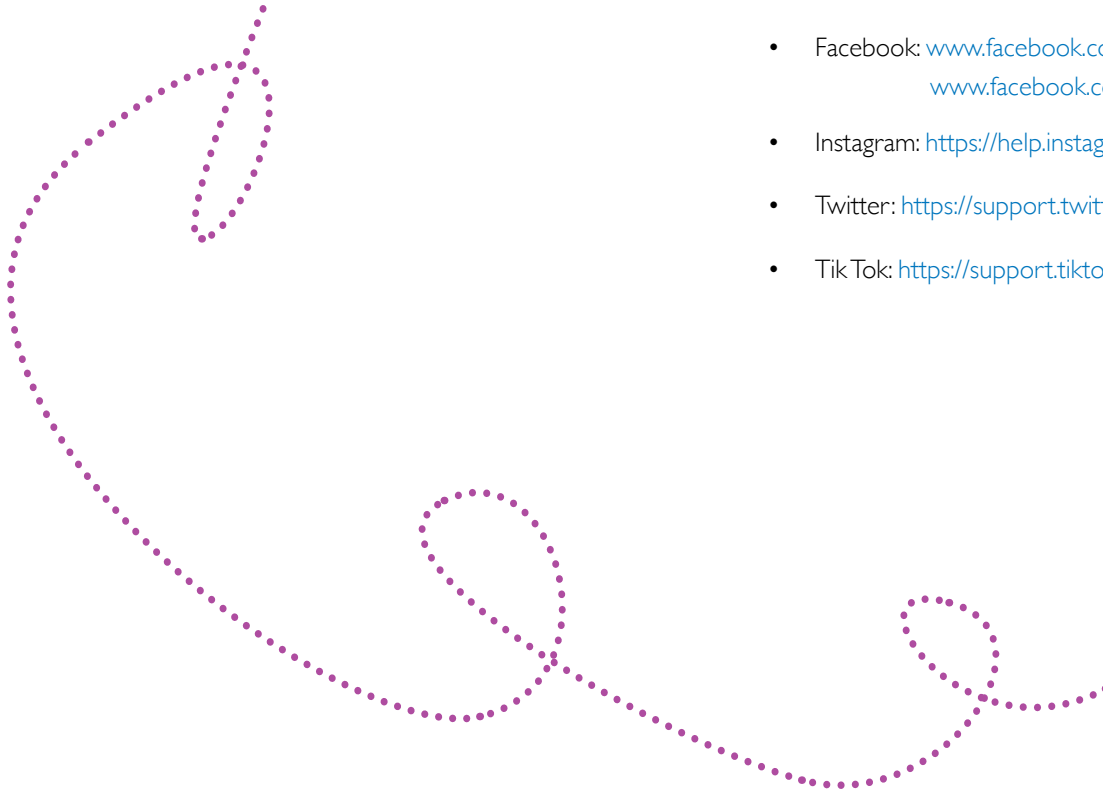 • Facebook: www.facebook.co
www.facebook.c
• Instagram: https://help.instag
• Twitter: https://support.twit
• Tik Tok: https://support.tikto